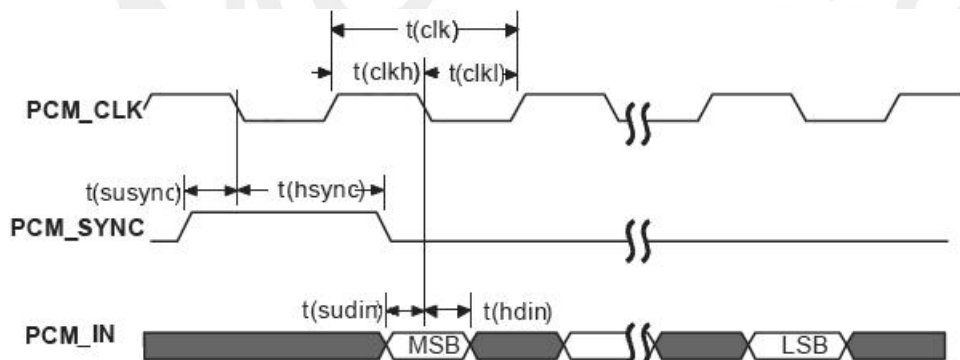 t(clk)
t(clkh) t(clkl)
PCM_CLK
t(susync) t(hsync)
PCM_SYNC
t(sudin) t(hdin)
PCM_IN MSB LSB